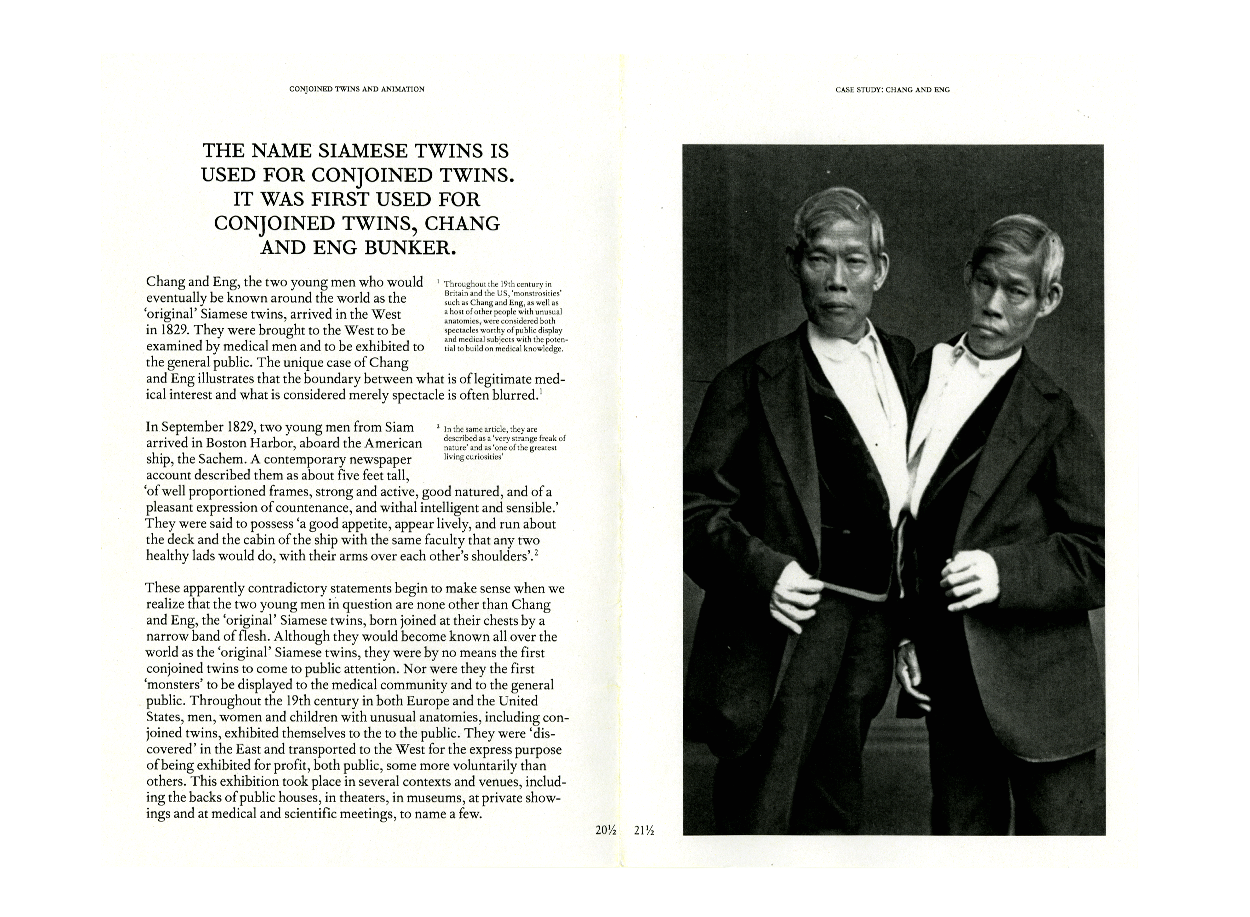 CONJOINED TWINS AND ANIMATION
THE NAME SIAMESE TWINS IS
USED FOR CONJOINED TWINS.
IT WAS FIRST USED FOR
CONJOINED TWINS, CHANG
AND ENG BUNKER.
Chang and Eng, the two young men who would
eventually be known around the world as the
‘original’ Siamese twins, arrived in the West
in 1829. They were brought to the West to be
examined by medical men and to be exhibited to
the general public. The unique case of Chang
and Eng illustrates that the boundary between what is of legitimate med-
ical interest and what is considered merely spectacle is often blurred.¹
¹ Throughout the 19th century in
Britain and the US, ‘monstrosities’
such as Chang and Eng, as well as
a host of other people with unusual
anatomies, were considered both
spectacles worthy of public display
and medical subjects with the poten-
tial to build on medical knowledge.
In September 1829, two young men from Siam
arrived in Boston Harbor, aboard the American
ship, the Sachem. A contemporary newspaper
account described them as about five feet tall,
‘of well proportioned frames, strong and active, good natured, and of a
pleasant expression of countenance, and withal intelligent and sensible.’
They were said to possess ‘a good appetite, appear lively, and run about
the deck and the cabin of the ship with the same faculty that any two
healthy lads would do, with their arms over each other’s shoulders’.²
² In the same article, they are
described as a ‘very strange freak of
nature’ and as ‘one of the greatest
living curiosities’
These apparently contradictory statements begin to make sense when we
realize that the two young men in question are none other than Chang
and Eng, the ‘original’ Siamese twins, born joined at their chests by a
narrow band of flesh. Although they would become known all over the
world as the ‘original’ Siamese twins, they were by no means the first
conjoined twins to come to public attention. Nor were they the first
‘monsters’ to be displayed to the medical community and to the general
public. Throughout the 19th century in both Europe and the United
States, men, women and children with unusual anatomies, including con-
joined twins, exhibited themselves to the to the public. They were ‘dis-
covered’ in the East and transported to the West for the express purpose
of being exhibited for profit, both public, some more voluntarily than
others. This exhibition took place in several contexts and venues, includ-
ing the backs of public houses, in theaters, in museums, at private show-
ings and at medical and scientific meetings, to name a few.
20½
CASE STUDY: CHANG AND ENG
21½